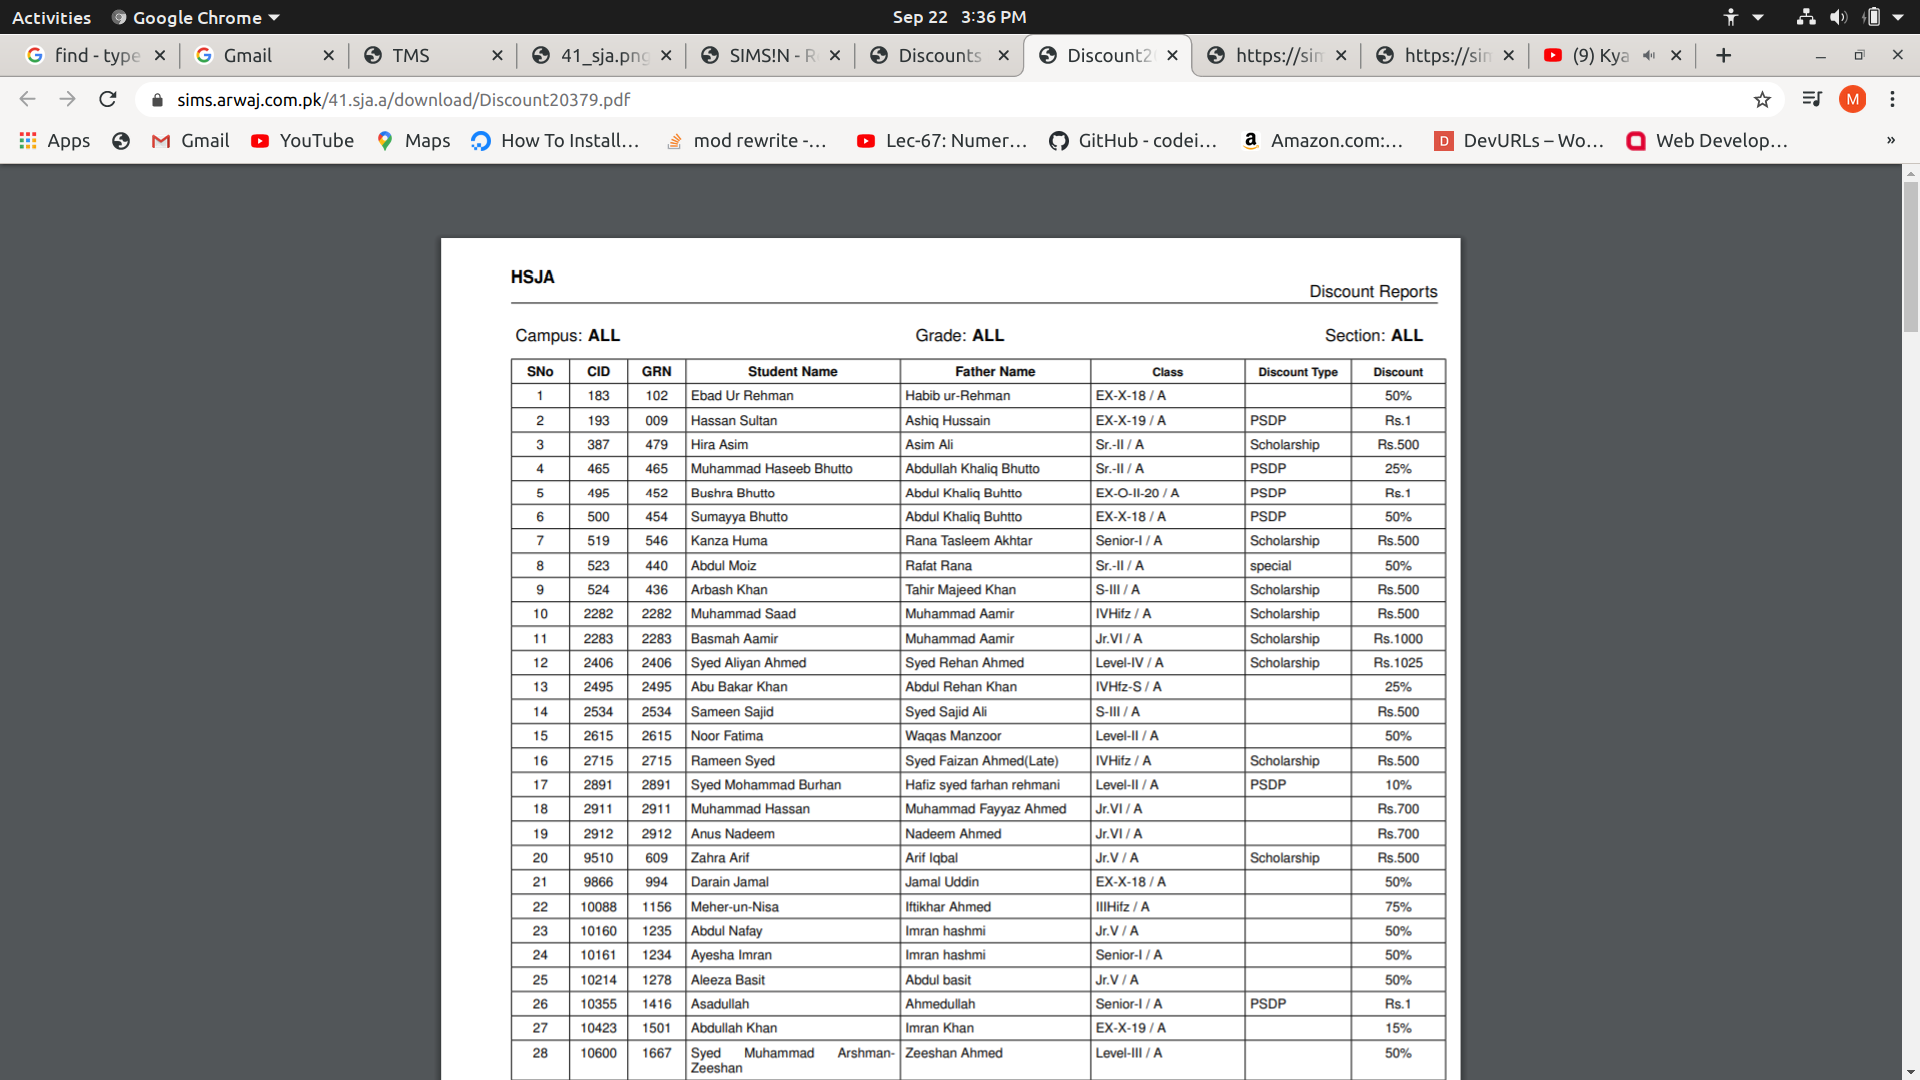 Activities Google Chrome Sep 22 3:36 PM
find - type Gmail TMS 41_sja.png SIMS!N - R Discounts Discount2 https://sim https://sim (9) Kya
sims.arwaj.com.pk/41.sja.a/download/Discount20379.pdf M
Apps Gmail YouTube Maps How To Install... mod rewrite -... Lec-67: Numer... GitHub - codei... Amazon.com:... DevURLs – Wo... Web Develop... »
HSJA
Discount Reports
Campus: ALL Grade: ALL Section: ALL
SNo CID GRN Student Name Father Name Class Discount Type Discount
1 183 102 Ebad Ur Rehman Habib ur-Rehman EX-X-18 / A 50%
2 193 009 Hassan Sultan Ashiq Hussain EX-X-19 / A PSDP Rs.1
3 387 479 Hira Asim Asim Ali Sr.-II / A Scholarship Rs.500
4 465 465 Muhammad Haseeb Bhutto Abdullah Khaliq Bhutto Sr.-II / A PSDP 25%
5 495 452 Bushra Bhutto Abdul Khaliq Buhtto EX-O-II-20 / A PSDP Rs.1
6 500 454 Sumayya Bhutto Abdul Khaliq Buhtto EX-X-18 / A PSDP 50%
7 519 546 Kanza Huma Rana Tasleem Akhtar Senior-I / A Scholarship Rs.500
8 523 440 Abdul Moiz Rafat Rana Sr.-II / A special 50%
9 524 436 Arbash Khan Tahir Majeed Khan S-III / A Scholarship Rs.500
10 2282 2282 Muhammad Saad Muhammad Aamir IVHifz / A Scholarship Rs.500
11 2283 2283 Basmah Aamir Muhammad Aamir Jr.VI / A Scholarship Rs.1000
12 2406 2406 Syed Aliyan Ahmed Syed Rehan Ahmed Level-IV / A Scholarship Rs.1025
13 2495 2495 Abu Bakar Khan Abdul Rehan Khan IVHfz-S / A 25%
14 2534 2534 Sameen Sajid Syed Sajid Ali S-III / A Rs.500
15 2615 2615 Noor Fatima Waqas Manzoor Level-II / A 50%
16 2715 2715 Rameen Syed Syed Faizan Ahmed(Late) IVHifz / A Scholarship Rs.500
17 2891 2891 Syed Mohammad Burhan Hafiz syed farhan rehmani Level-II / A PSDP 10%
18 2911 2911 Muhammad Hassan Muhammad Fayyaz Ahmed Jr.VI / A Rs.700
19 2912 2912 Anus Nadeem Nadeem Ahmed Jr.VI / A Rs.700
20 9510 609 Zahra Arif Arif Iqbal Jr.V / A Scholarship Rs.500
21 9866 994 Darain Jamal Jamal Uddin EX-X-18 / A 50%
22 10088 1156 Meher-un-Nisa Iftikhar Ahmed IIIHifz / A 75%
23 10160 1235 Abdul Nafay Imran hashmi Jr.V / A 50%
24 10161 1234 Ayesha Imran Imran hashmi Senior-I / A 50%
25 10214 1278 Aleeza Basit Abdul basit Jr.V / A 50%
26 10355 1416 Asadullah Ahmedullah Senior-I / A PSDP Rs.1
27 10423 1501 Abdullah Khan Imran Khan EX-X-19 / A 15%
28 10600 1667 Syed Muhammad Arshman- Zeeshan Ahmed Level-III / A 50%
Zeeshan